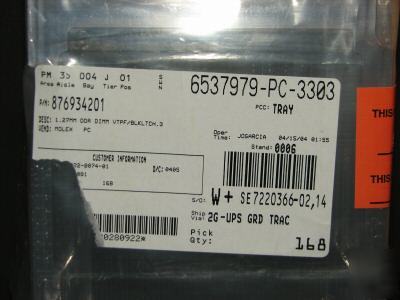 PM 35 004 J 01
Area Aisle Bay Tier Pos
6537979-PC-3303
P/N: 876934201
PCC: TRAY
DESC: 1.27MM DDR DIMM VTPF/BLKLTCH.3
VEND: MOLEX PC
Oper
Time: JOGARCIA 04/15/04 01:55
Stand: 0006
CUSTOMER INFORMATION
D/C: 0405
168
S/O: W+ SE7220366-02,14
Ship
Via: 2G-UPS GRD TRAC
Pick
Qty: 168
0280922*
THIS
THIS